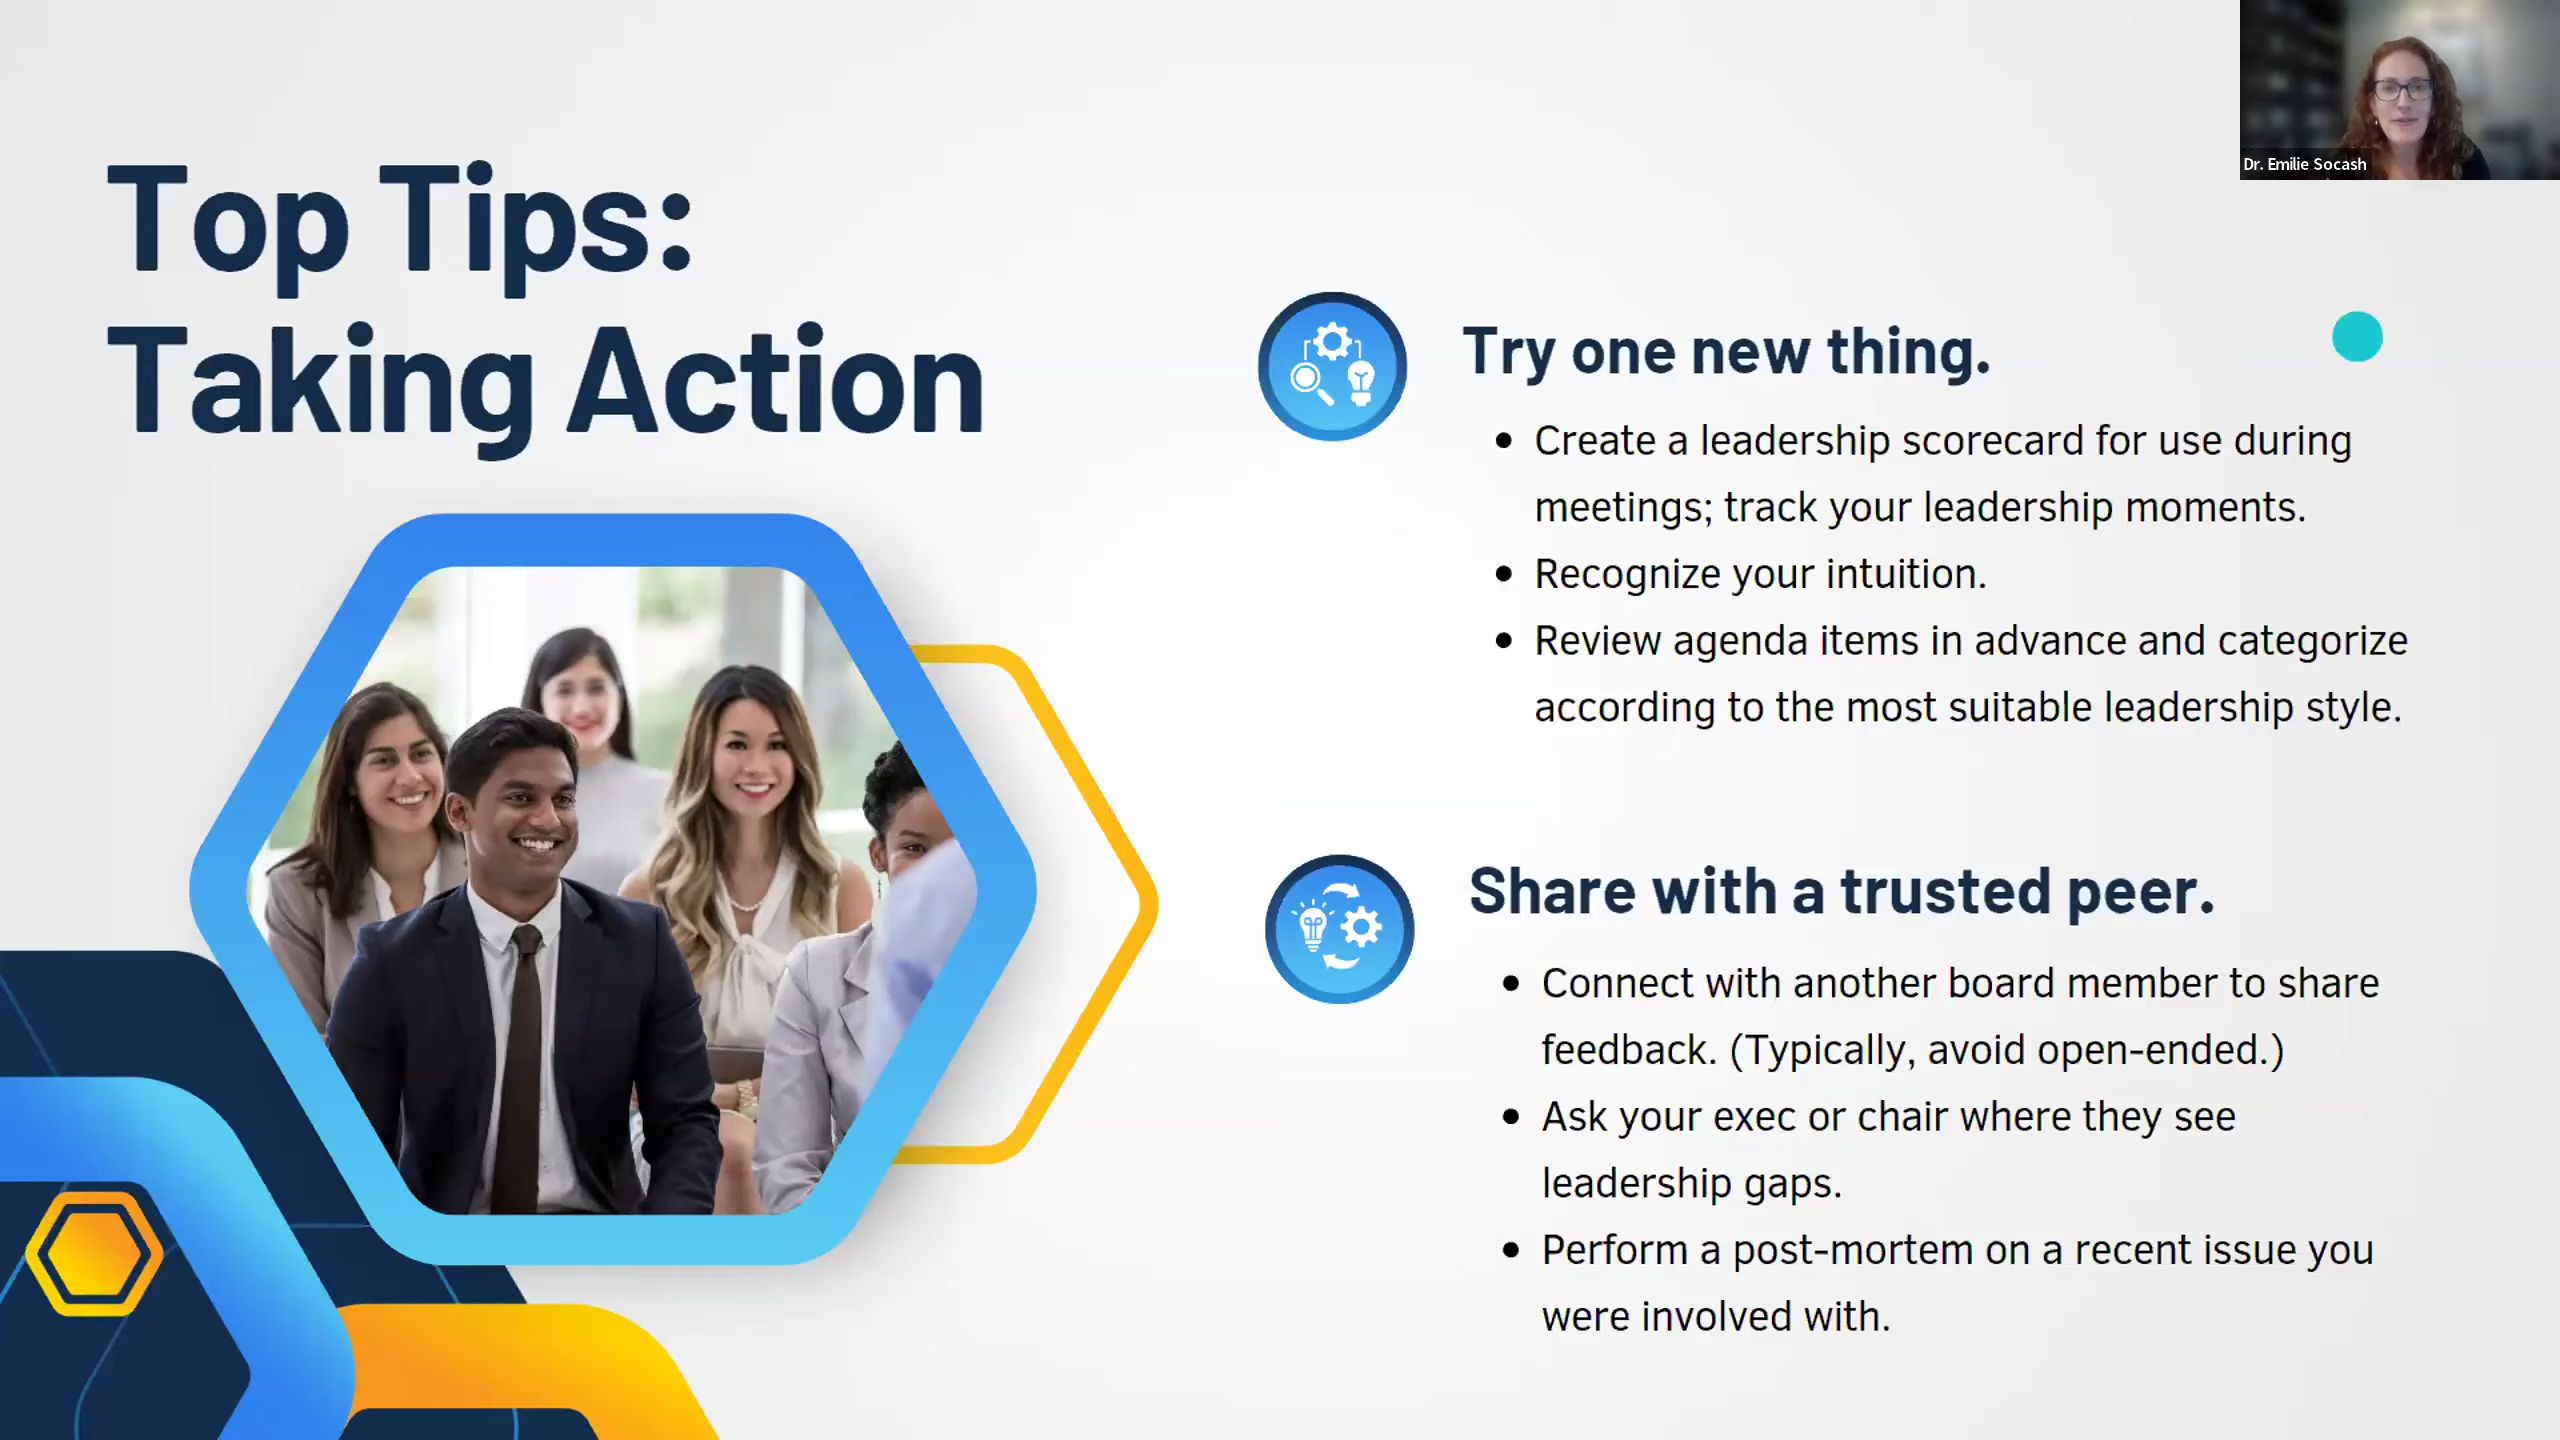 Dr. Emilie Socash
Top Tips:
Taking Action
Try one new thing.
Create a leadership scorecard for use during
meetings; track your leadership moments.
Recognize your intuition.
Review agenda items in advance and categorize
according to the most suitable leadership style.
Share with a trusted peer.
Connect with another board member to share
feedback. (Typically, avoid open-ended.)
Ask your exec or chair where they see
leadership gaps.
Perform a post-mortem on a recent issue you
were involved with.